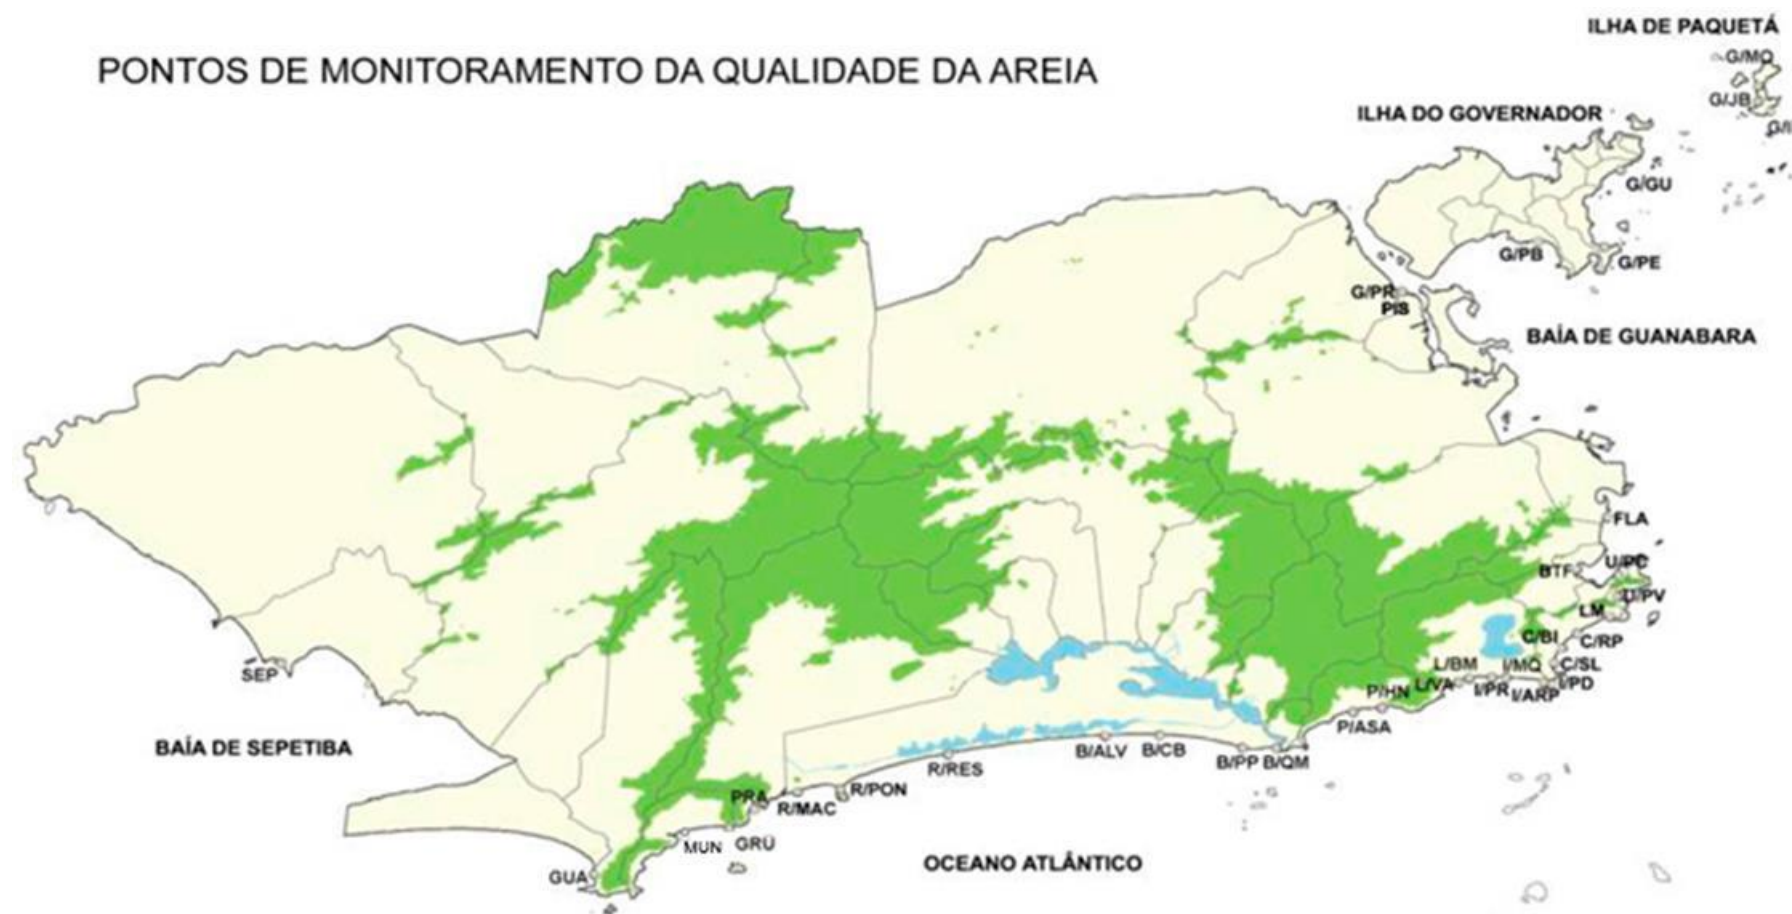 ILHA DE PAQUETÁ
G/MO
PONTOS DE MONITORAMENTO DA QUALIDADE DA AREIA
G/JB
ILHA DO GOVERNADOR
G/GU
G/PB
G/PE
G/PR
PIS
BAÍA DE GUANABARA
FLA
U/PC
BTF
U/PV
LM
C/BI
C/RP
L/BM
I/MQ
C/SL
SEP
P/HN
L/VA
I/PR
I/ARP
I/PD
P/ASA
BAÍA DE SEPETIBA
B/ALV
B/CB
B/PP
B/QM
R/RES
PRA
R/MAC
R/PON
MUN
GRU
OCEANO ATLÂNTICO
GUA